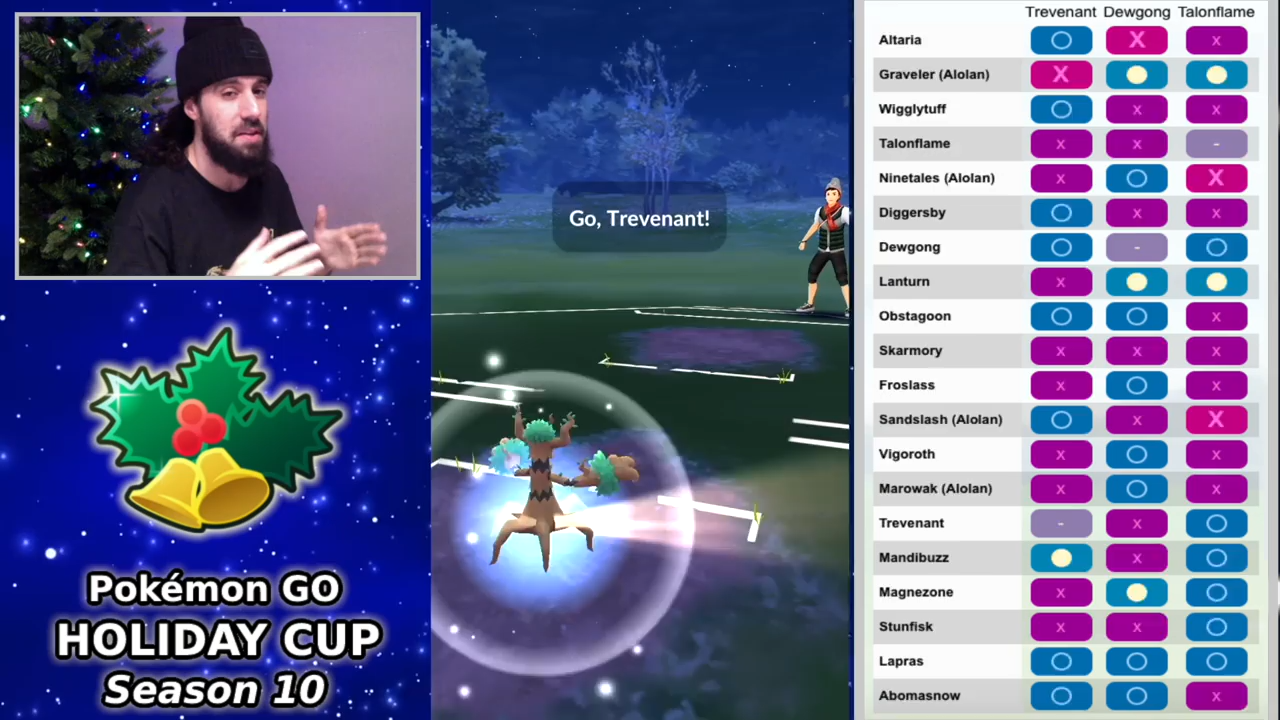 Go, Trevenant!
Pokémon GO
HOLIDAY CUP
Season 10
Trevenant Dewgong Talonflame
Altaria O X x
Graveler (Alolan) X
Wigglytuff O x x
Talonflame x x -
Ninetales (Alolan) x O X
Diggersby O x x
Dewgong O - O
Lanturn x
Obstagoon O O x
Skarmory x x x
Froslass x O x
Sandslash (Alolan) O x X
Vigoroth x O x
Marowak (Alolan) x O x
Trevenant - x O
Mandibuzz x O
Magnezone x O
Stunfisk x x O
Lapras O O O
Abomasnow O O x